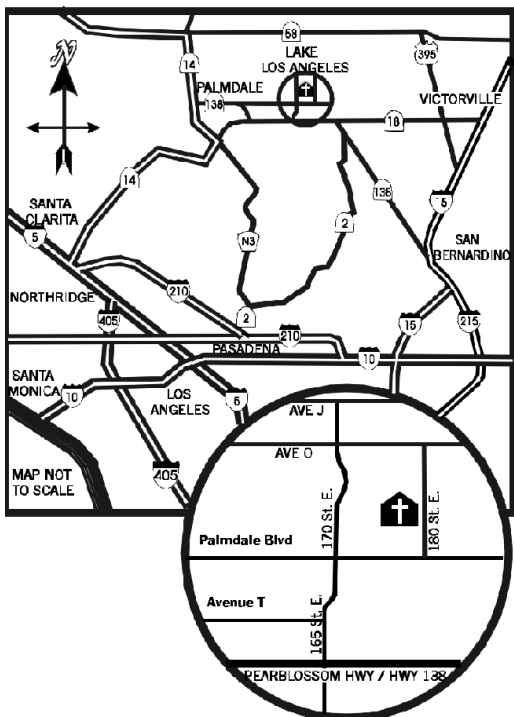 N
58
14
LAKE
LOS ANGELES
395
PALMDALE
138
VICTORVILLE
18
14
138
SANTA
CLARITA
2
15
5
N3
SAN
BERNARDINO
210
NORTHRIDGE
405
2
210
15
215
PASADENA
10
SANTA
MONICA
10
LOS
ANGELES
5
405
MAP NOT
TO SCALE
AVE J
AVE O
170 St. E.
180 St. E.
Palmdale Blvd
Avenue T
165 St. E.
PEARBLOSSOM HWY / HWY 138